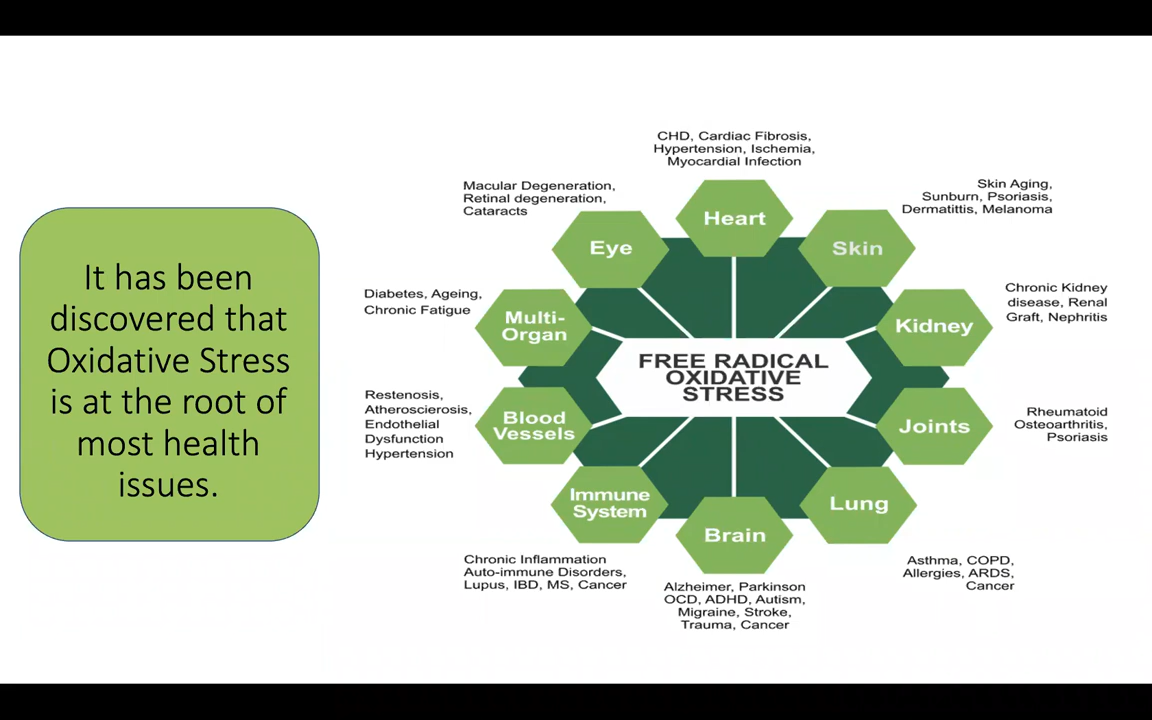 It has been
discovered that
Oxidative Stress
is at the root of
most health
issues.
CHD, Cardiac Fibrosis,
Hypertension, Ischemia,
Myocardial Infection
Heart
Skin Aging,
Sunburn, Psoriasis,
Dermatittis, Melanoma
Skin
Chronic Kidney
disease, Renal
Graft, Nephritis
Kidney
Rheumatoid
Osteoarthritis,
Psoriasis
Joints
Asthma, COPD,
Allergies, ARDS,
Cancer
Lung
Brain
Alzheimer, Parkinson
OCD, ADHD, Autism,
Migraine, Stroke,
Trauma, Cancer
Immune
System
Chronic Inflammation
Auto-immune Disorders,
Lupus, IBD, MS, Cancer
Blood
Vessels
Restenosis,
Atheroscierosis,
Endothelial
Dysfunction
Hypertension
Multi-
Organ
Diabetes, Ageing,
Chronic Fatigue
Eye
Macular Degeneration,
Retinal degeneration,
Cataracts
FREE RADICAL
OXIDATIVE
STRESS